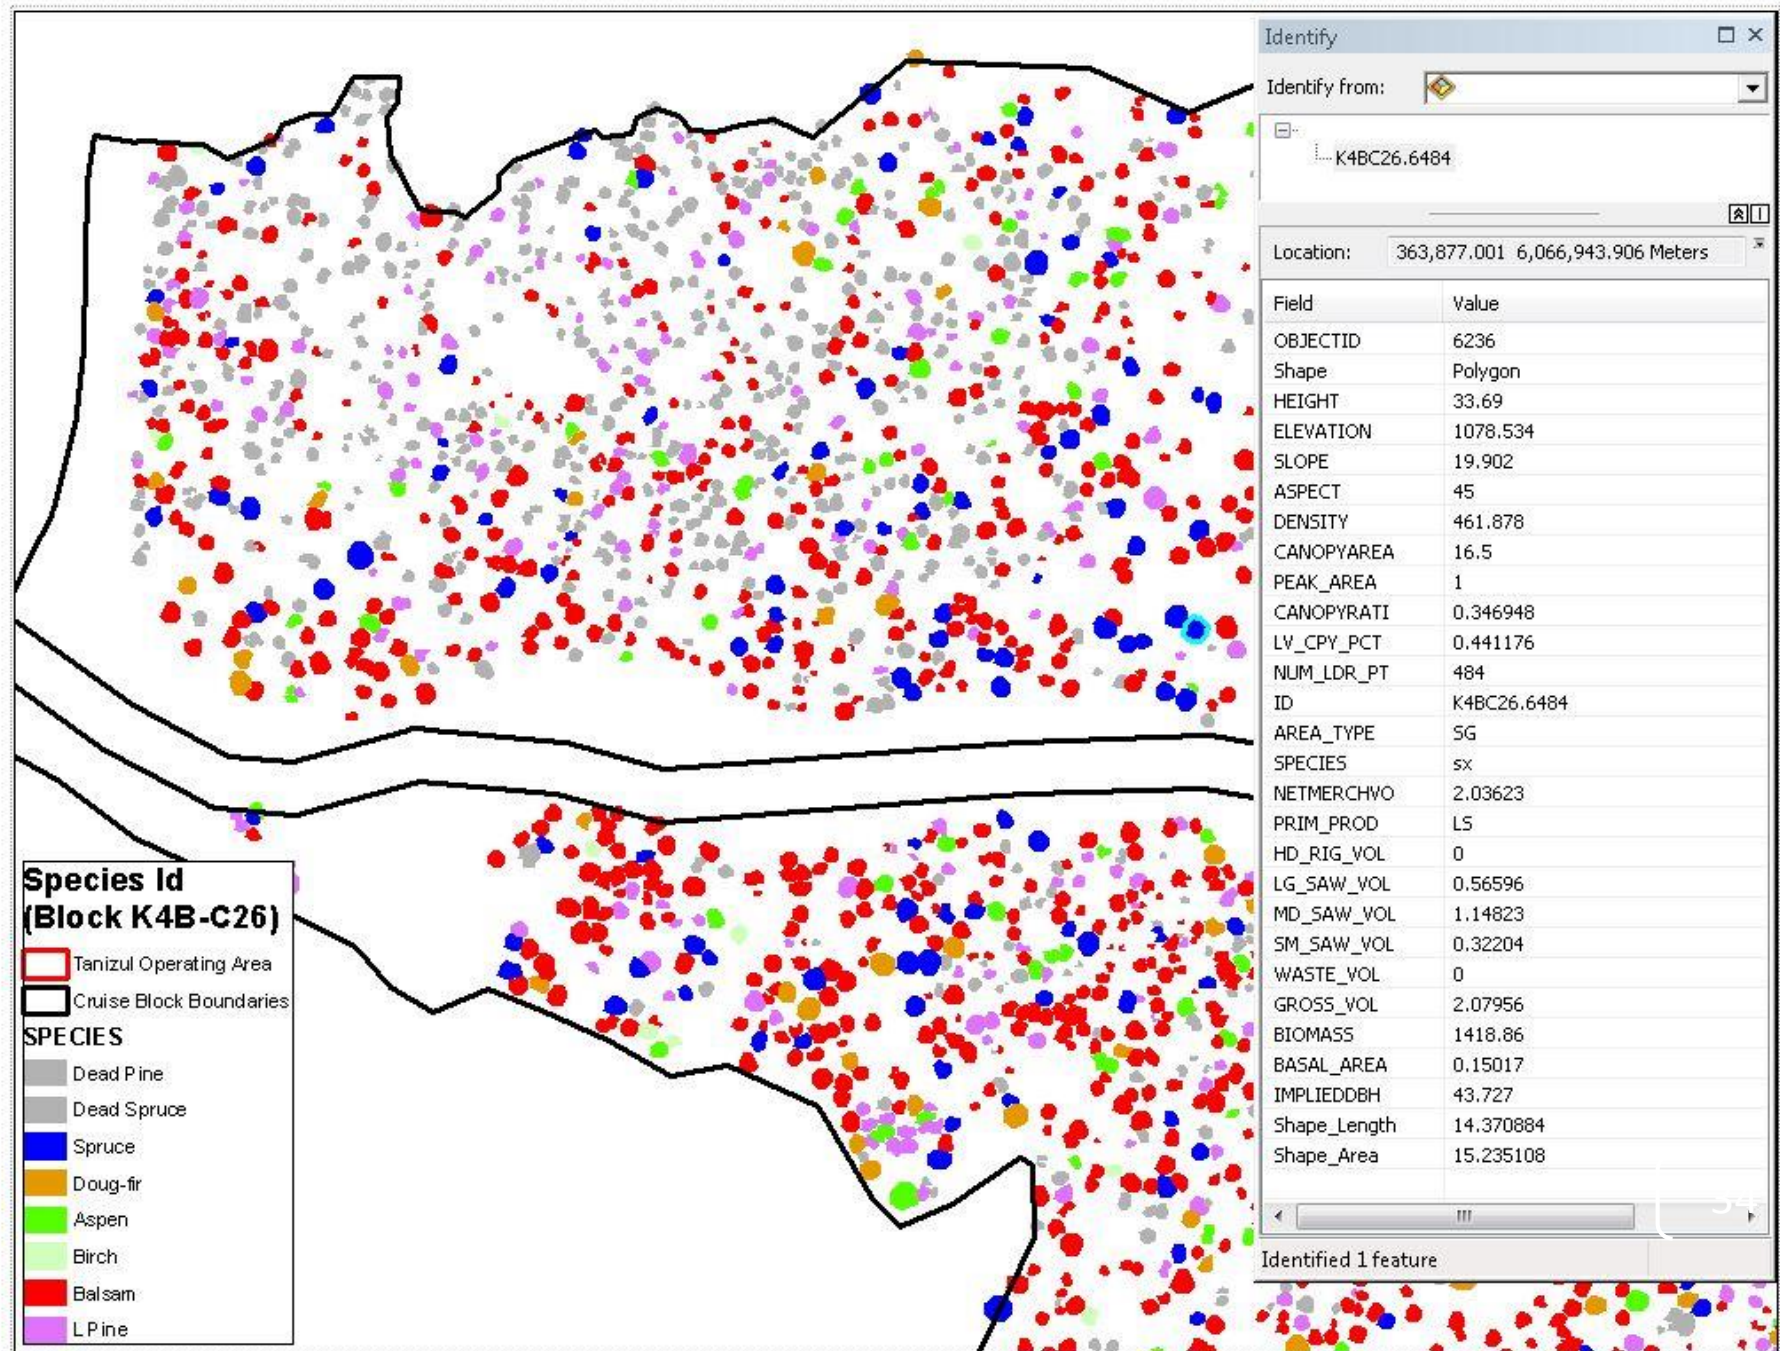 Identify
Identify from:
K4BC26.6484
Location: 363,877.001 6,066,943.906 Meters
Field Value
OBJECTID 6236
Shape Polygon
HEIGHT 33.69
ELEVATION 1078.534
SLOPE 19.902
ASPECT 45
DENSITY 461.878
CANOPYAREA 16.5
PEAK_AREA 1
CANOPYRATI 0.346948
LV_CPY_PCT 0.441176
NUM_LDR_PT 484
ID K4BC26.6484
AREA_TYPE SG
SPECIES sx
NETMERCHVO 2.03623
PRIM_PROD LS
HD_RIG_VOL 0
LG_SAW_VOL 0.56596
MD_SAW_VOL 1.14823
SM_SAW_VOL 0.32204
WASTE_VOL 0
GROSS_VOL 2.07956
BIOMASS 1418.86
BASAL_AREA 0.15017
IMPLIEDDBH 43.727
Shape_Length 14.370884
Shape_Area 15.235108
Identified 1 feature
Species Id
(Block K4B-C26)
Tanizul Operating Area
Cruise Block Boundaries
SPECIES
Dead Pine
Dead Spruce
Spruce
Doug-fir
Aspen
Birch
Balsam
L Pine